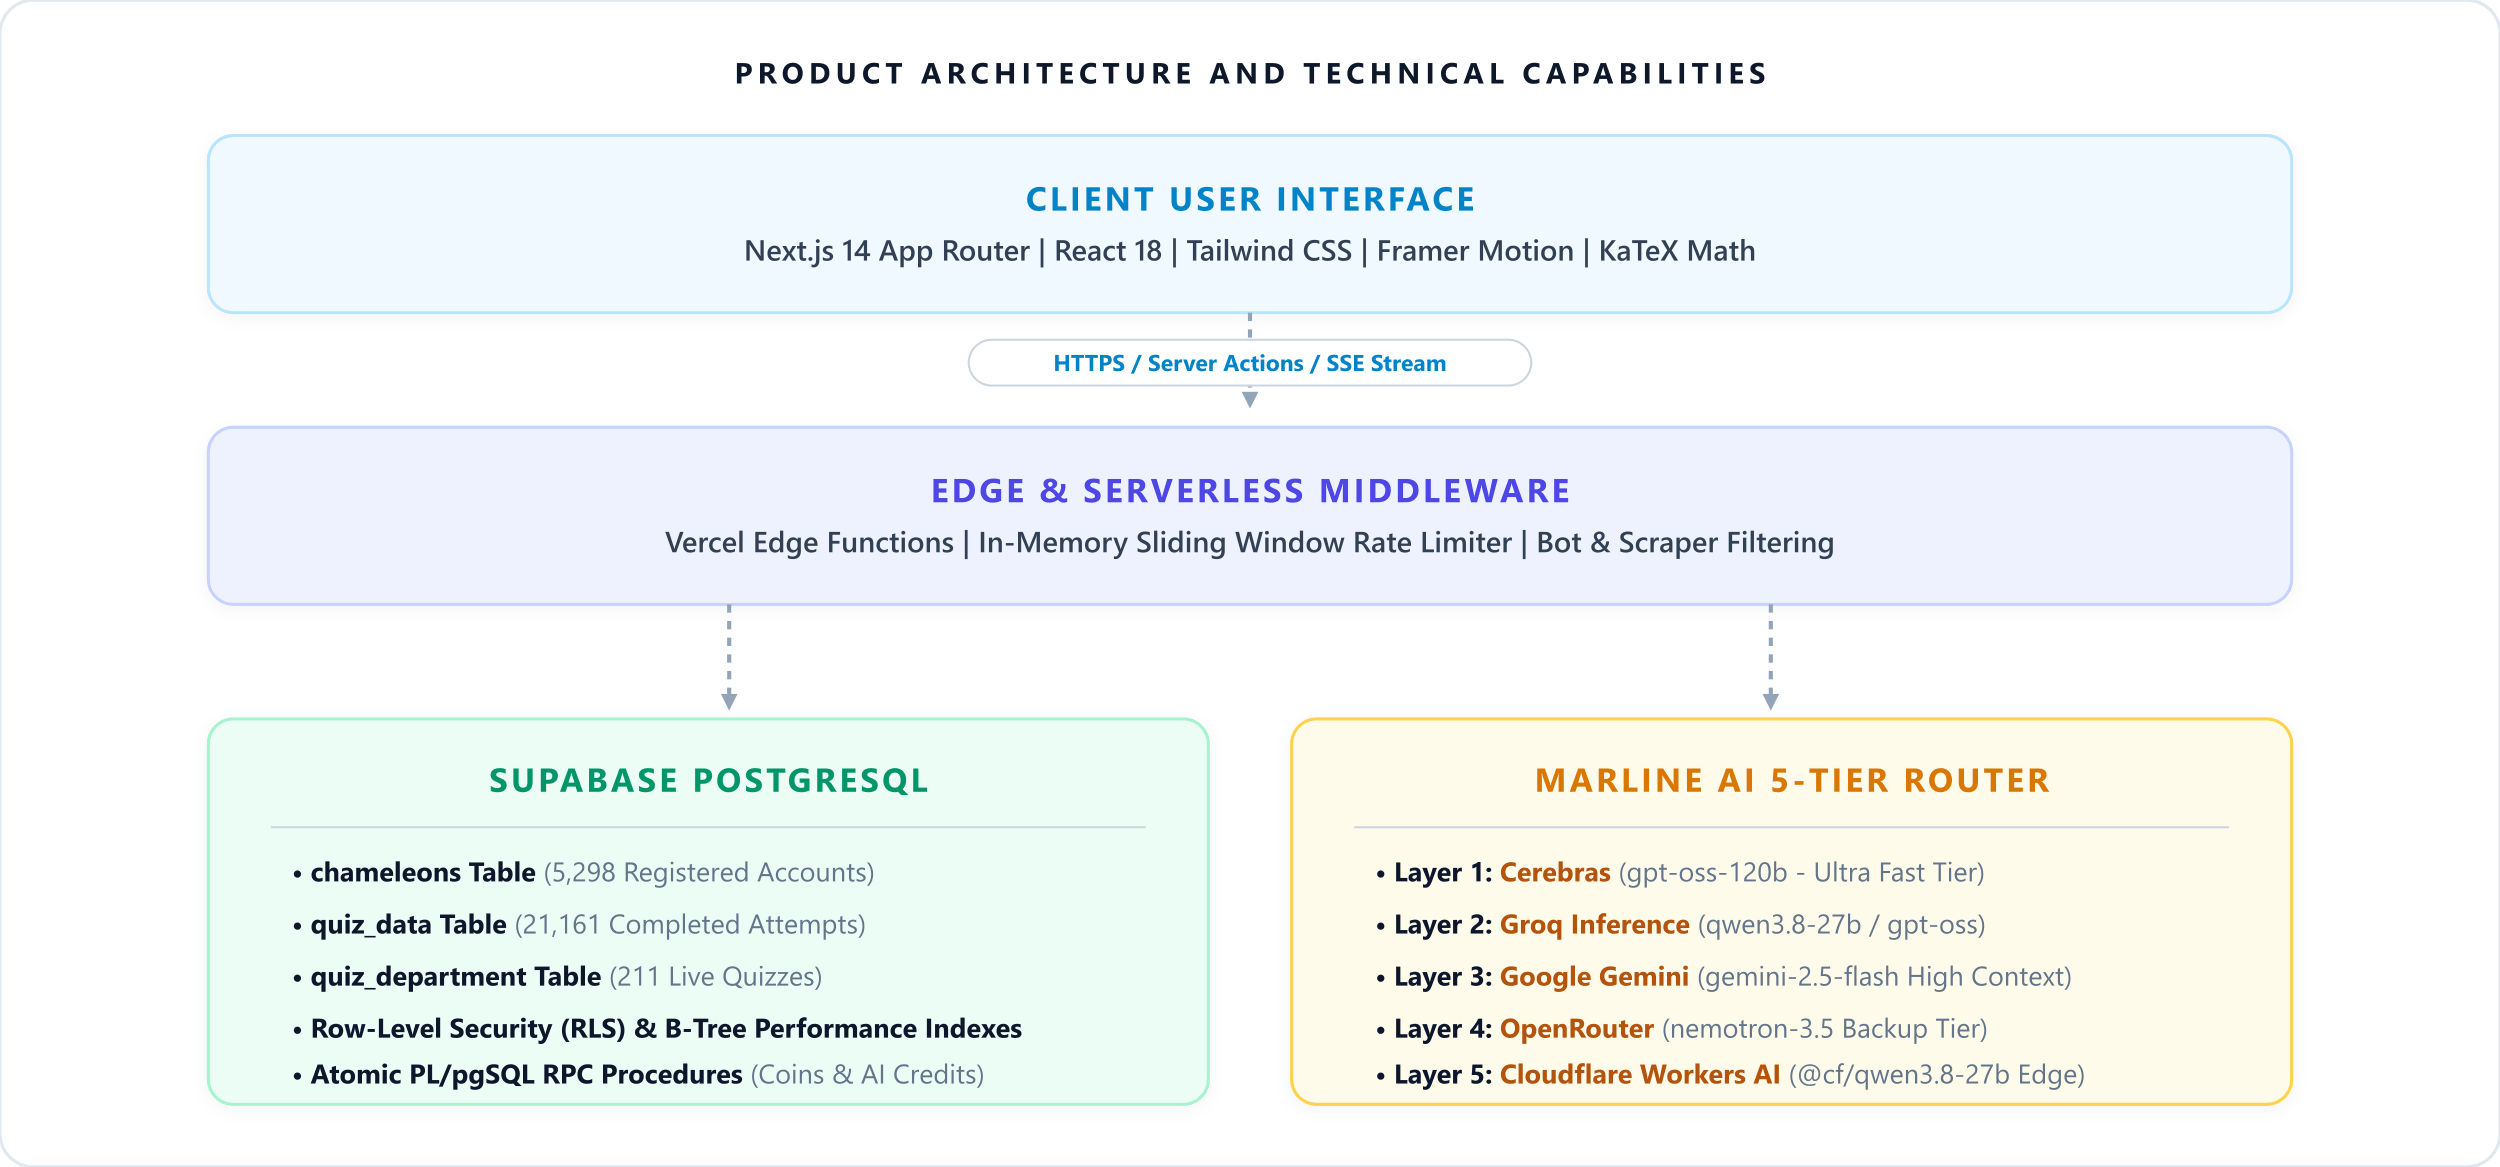 PRODUCT ARCHITECTURE AND TECHNICAL CAPABILITIES
CLIENT USER INTERFACE
Next.js 14 App Router | React 18 | Tailwind CSS | Framer Motion | KaTeX Math
HTTPS / Server Actions / SSE Stream
EDGE & SERVERLESS MIDDLEWARE
Vercel Edge Functions | In-Memory Sliding Window Rate Limiter | Bot & Scraper Filtering
SUPABASE POSTGRESQL
• chameleons Table (5,298 Registered Accounts)
• quiz_data Table (21,161 Completed Attempts)
• quiz_department Table (211 Live Quizzes)
• Row-Level Security (RLS) & B-Tree Performance Indexes
• Atomic PL/pgSQL RPC Procedures (Coins & AI Credits)
MARLINE AI 5-TIER ROUTER
• Layer 1: Cerebras (gpt-oss-120b - Ultra Fast Tier)
• Layer 2: Groq Inference (qwen3.8-27b / gpt-oss)
• Layer 3: Google Gemini (gemini-2.5-flash High Context)
• Layer 4: OpenRouter (nemotron-3.5 Backup Tier)
• Layer 5: Cloudflare Workers AI (@cf/qwen3.8-27b Edge)